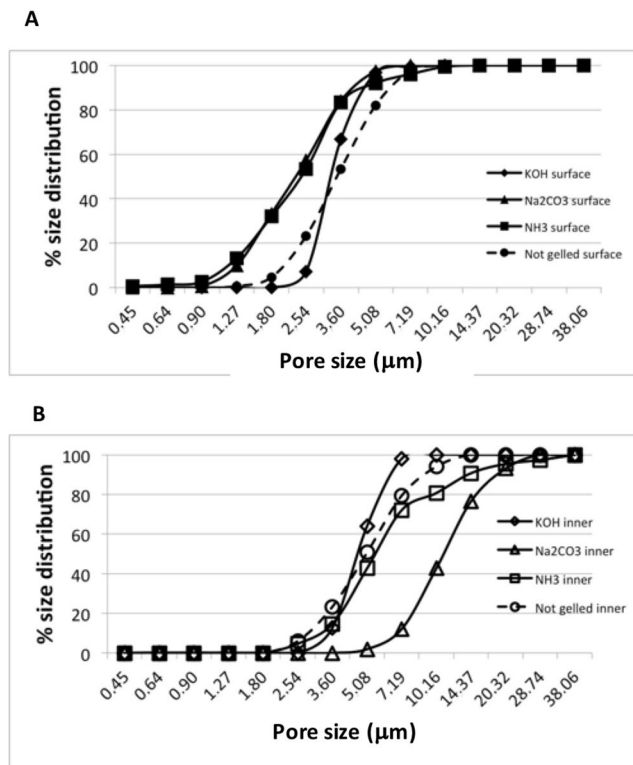 A
100
80
60
40
20
0
% size distribution
KOH surface
Na2CO3 surface
NH3 surface
Not gelled surface
0.45 0.64 0.90 1.27 1.80 2.54 3.60 5.08 7.19 10.16 14.37 20.32 28.74 38.06
Pore size (μm)
B
100
80
60
40
20
0
% size distribution
KOH inner
Na2CO3 inner
NH3 inner
Not gelled inner
0.45 0.64 0.90 1.27 1.80 2.54 3.60 5.08 7.19 10.16 14.37 20.32 28.74 38.06
Pore size (μm)